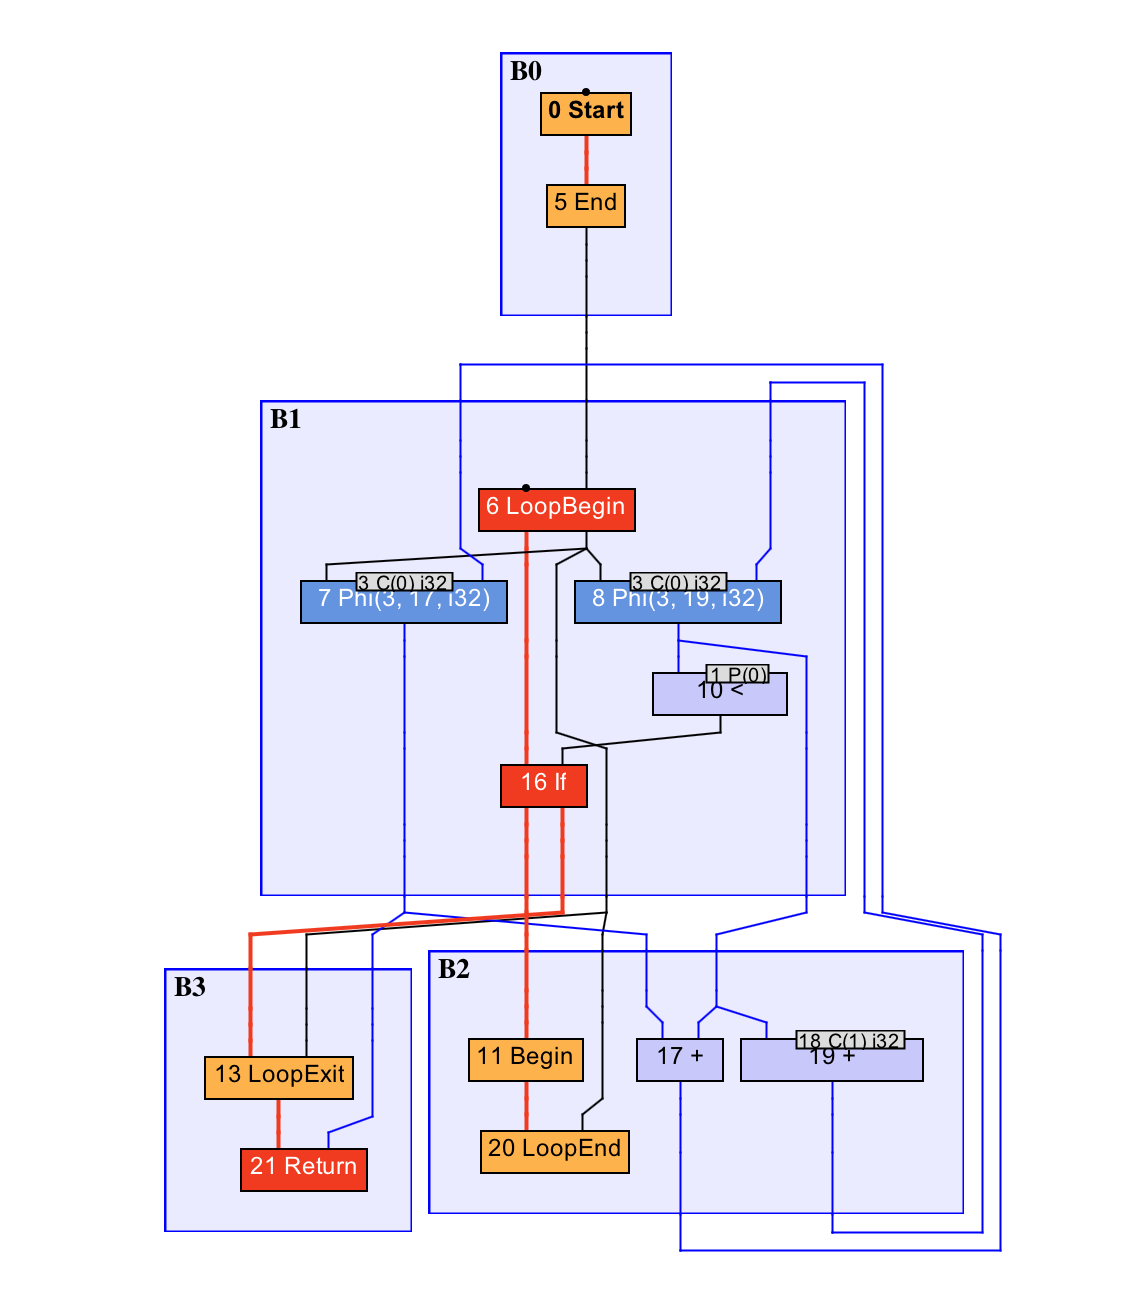 B0
0 Start
5 End
B1
6 LoopBegin
3 C(0) i32
7 Phi(3, 17, i32)
3 C(0) i32
8 Phi(3, 19, i32)
1 P(0)
10 <
16 If
B3
13 LoopExit
21 Return
B2
11 Begin
17 +
18 C(1) i32
19 +
20 LoopEnd